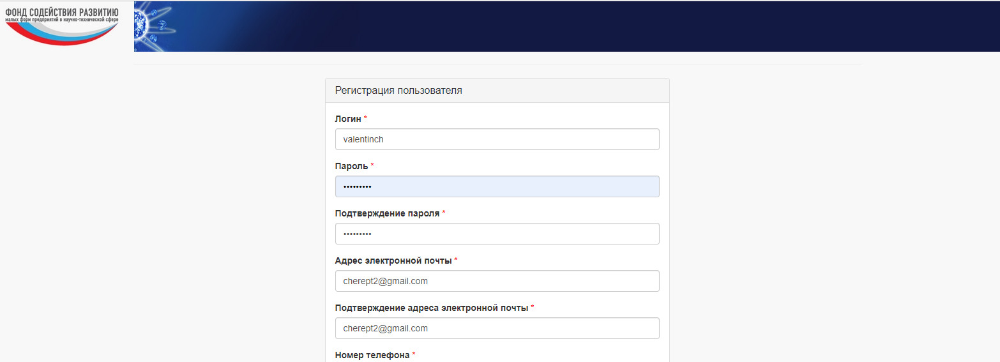 ФОНД СОДЕЙСТВИЯ РАЗВИТИЮ
малых форм предприятий в научно-технической сфере
Регистрация пользователя
Логин *
valentinch
Пароль *
•••••••••
Подтверждение пароля *
•••••••••
Адрес электронной почты *
cherept2@gmail.com
Подтверждение адреса электронной почты *
cherept2@gmail.com
Номер телефона *